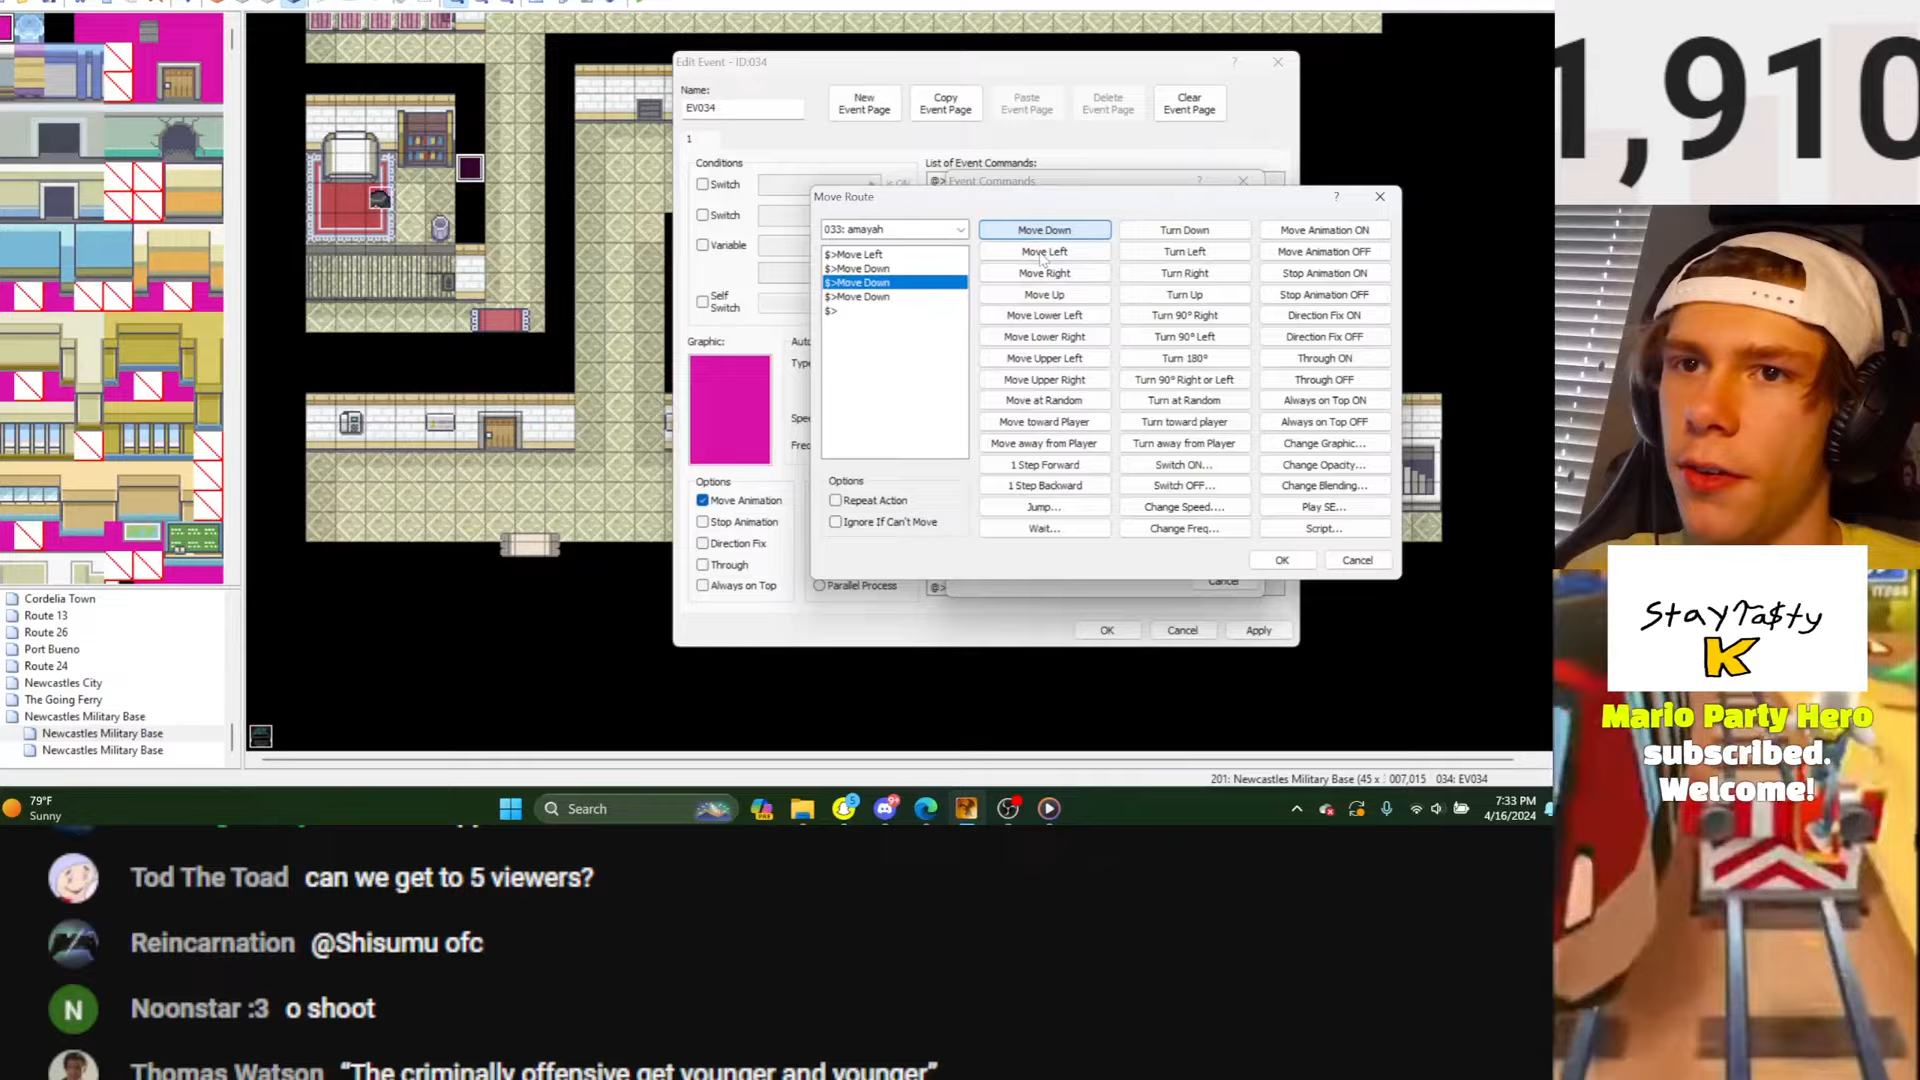 Edit Event - ID:034
?
Name:
EV034
New
Event Page
Copy
Event Page
Paste
Event Page
Delete
Event Page
Clear
Event Page
1
Conditions
Switch
is ON
Switch
Variable
Self
Switch
Graphic:
Options
Move Animation
Stop Animation
Direction Fix
Through
Always on Top
Parallel Process
List of Event Commands:
@>
Event Commands
?
Cancel
@>
OK
Cancel
Apply
Move Route
?
033: amayah
$>Move Left
$>Move Down
$>Move Down
$>Move Down
$>
Options
Repeat Action
Ignore If Can't Move
Move Down
Move Left
Move Right
Move Up
Move Lower Left
Move Lower Right
Move Upper Left
Move Upper Right
Move at Random
Move toward Player
Move away from Player
1 Step Forward
1 Step Backward
Jump...
Wait...
Turn Down
Turn Left
Turn Right
Turn Up
Turn 90° Right
Turn 90° Left
Turn 180°
Turn 90° Right or Left
Turn at Random
Turn toward player
Turn away from Player
Switch ON...
Switch OFF...
Change Speed....
Change Freq...
Move Animation ON
Move Animation OFF
Stop Animation ON
Stop Animation OFF
Direction Fix ON
Direction Fix OFF
Through ON
Through OFF
Always on Top ON
Always on Top OFF
Change Graphic...
Change Opacity...
Change Blending...
Play SE...
Script...
OK
Cancel
Cordelia Town
Route 13
Route 26
Port Bueno
Route 24
Newcastles City
The Going Ferry
Newcastles Military Base
Newcastles Military Base
Newcastles Military Base
201: Newcastles Military Base (45 x
007,015
034: EV034
79°F
Sunny
Search
7:33 PM
4/16/2024
1,910
StayTa$ty
K
Mario Party Hero
subscribed.
Welcome!
Tod The Toad can we get to 5 viewers?
Reincarnation @Shisumu ofc
N
Noonstar :3 o shoot
Thomas Watson "The criminally offensive get younger and younger"